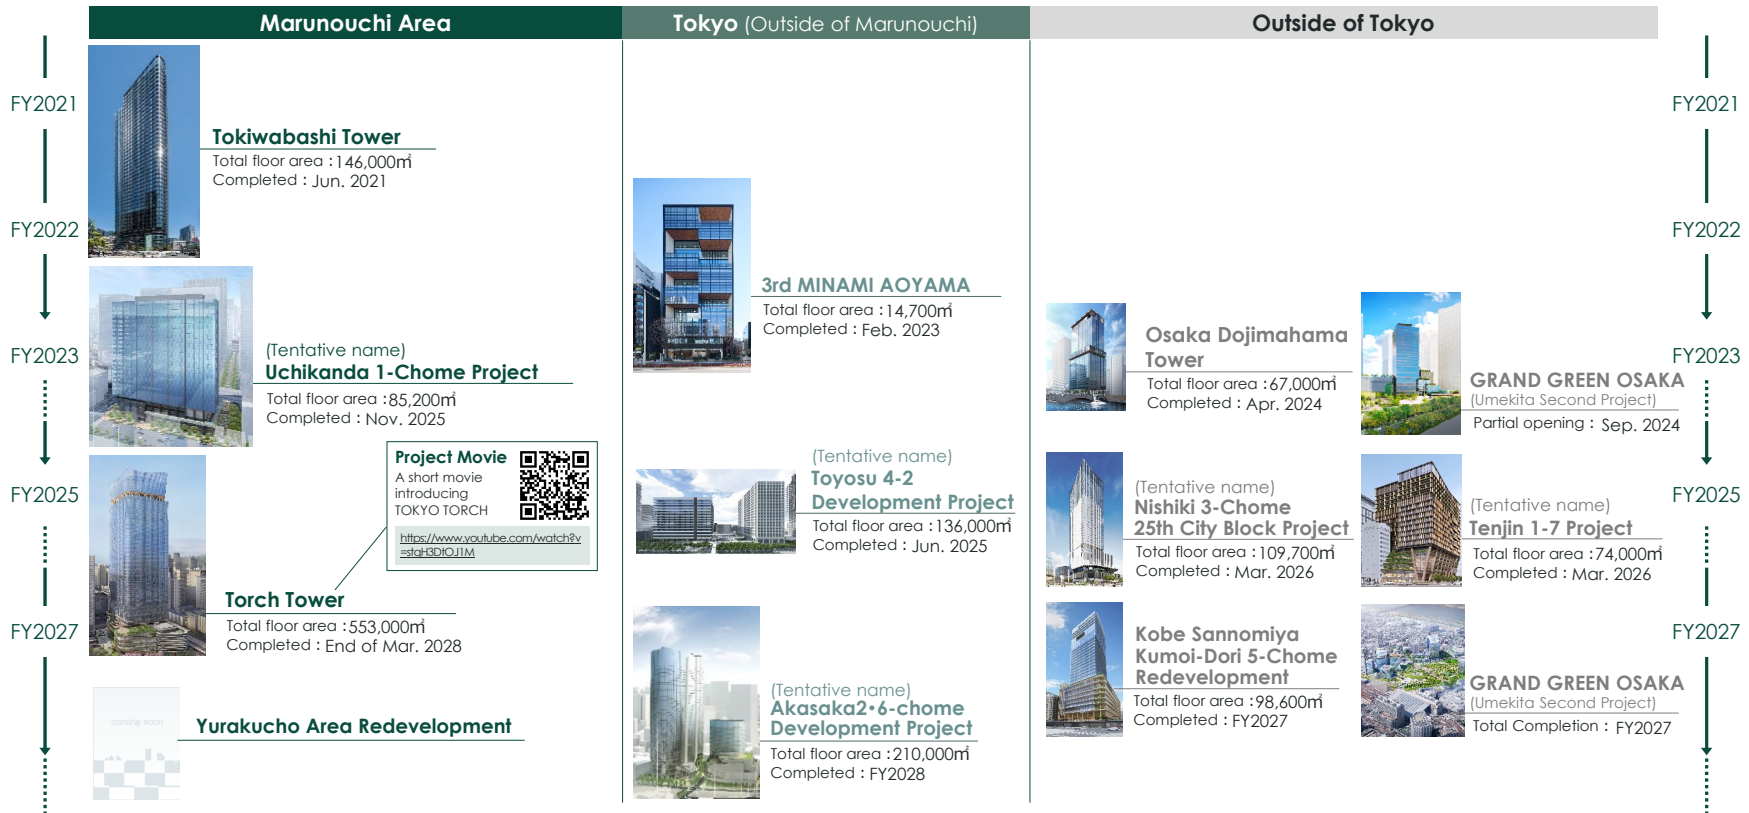 Marunouchi Area
Tokyo (Outside of Marunouchi)
Outside of Tokyo
FY2021
FY2022
FY2023
FY2025
FY2027
Tokiwabashi Tower
Total floor area：146,000㎡
Completed：Jun. 2021
(Tentative name)
Uchikanda 1-Chome Project
Total floor area：85,200㎡
Completed：Nov. 2025
Project Movie
A short movie
introducing
TOKYO TORCH
https://www.youtube.com/watch?v
=stqH3DtOJ1M
Torch Tower
Total floor area：553,000㎡
Completed：End of Mar. 2028
coming soon
Yurakucho Area Redevelopment
3rd MINAMI AOYAMA
Total floor area：14,700㎡
Completed：Feb. 2023
(Tentative name)
Toyosu 4-2
Development Project
Total floor area：136,000㎡
Completed：Jun. 2025
(Tentative name)
Akasaka2・6-chome
Development Project
Total floor area：210,000㎡
Completed：FY2028
Osaka Dojimahama
Tower
Total floor area：67,000㎡
Completed：Apr. 2024
GRAND GREEN OSAKA
(Umekita Second Project)
Partial opening：Sep. 2024
(Tentative name)
Nishiki 3-Chome
25th City Block Project
Total floor area：109,700㎡
Completed：Mar. 2026
(Tentative name)
Tenjin 1-7 Project
Total floor area：74,000㎡
Completed：Mar. 2026
Kobe Sannomiya
Kumoi-Dori 5-Chome
Redevelopment
Total floor area：98,600㎡
Completed：FY2027
GRAND GREEN OSAKA
(Umekita Second Project)
Total Completion：FY2027
FY2021
FY2022
FY2023
FY2025
FY2027